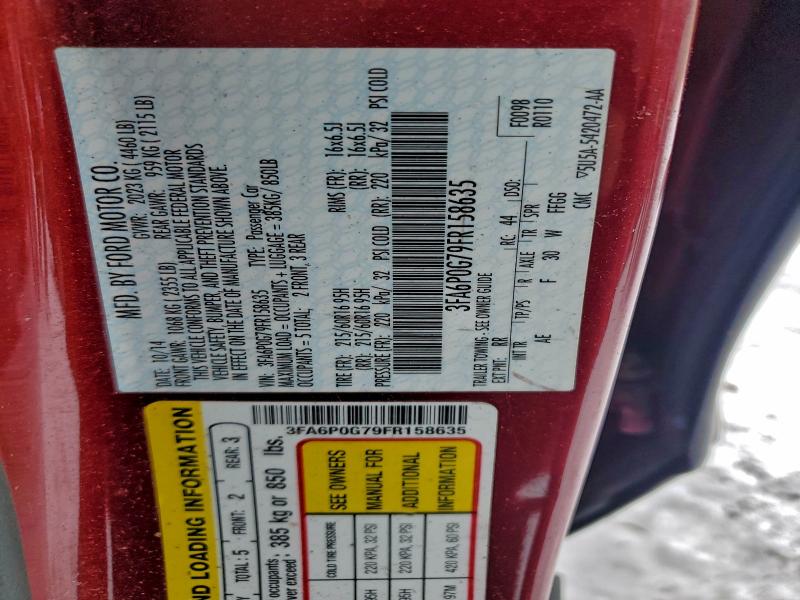 MFD. BY FORD MOTOR CO.
DATE: 10/14 GVWR: 2023 KG ( 4460 LB)
FRONT GAWR: 1068 KG ( 2355 LB) REAR GAWR: 959 KG ( 2115 LB)
THIS VEHICLE CONFORMS TO ALL APPLICABLE FEDERAL MOTOR
VEHICLE SAFETY, BUMPER, AND THEFT PREVENTION STANDARDS
IN EFFECT ON THE DATE OF MANUFACTURE SHOWN ABOVE.
VIN: 3FA6P0G79FR158635 TYPE: Passenger Car
MAXIMUM LOAD = OCCUPANTS + LUGGAGE = 385KG/ 850LB
OCCUPANTS = 5 TOTAL: 2 FRONT, 3 REAR
TIRE (FR): 215/60R16 95H RIMS (FR): 16x6.5J
(RR): 215/60R16 95H (RR): 16x6.5J
PRESSURE (FR): 220 kPa/ 32 PSI COLD (RR): 220 kPa/ 32 PSI COLD
3FA6P0G79FR158635
TRAILER TOWING - SEE OWNER GUIDE
F0098
EXT PNT: RR RC: 44 DSO: R0110
INT TR TP/PS R AXLE TR SPR
AE F 30 W FFGG
CMC ▽5U5A-5420472-AA
3FA6P0G79FR158635
ND LOADING INFORMATION
TOTAL: 5 FRONT: 2 REAR: 3
occupants, 385 kg or 850 lbs.
ver exceed
COLD TIRE PRESSURE SEE OWNERS
220 KPA, 32 PSI MANUAL FOR
220 KPA, 32 PSI ADDITIONAL
97M 420 KPA, 60 PSI INFORMATION